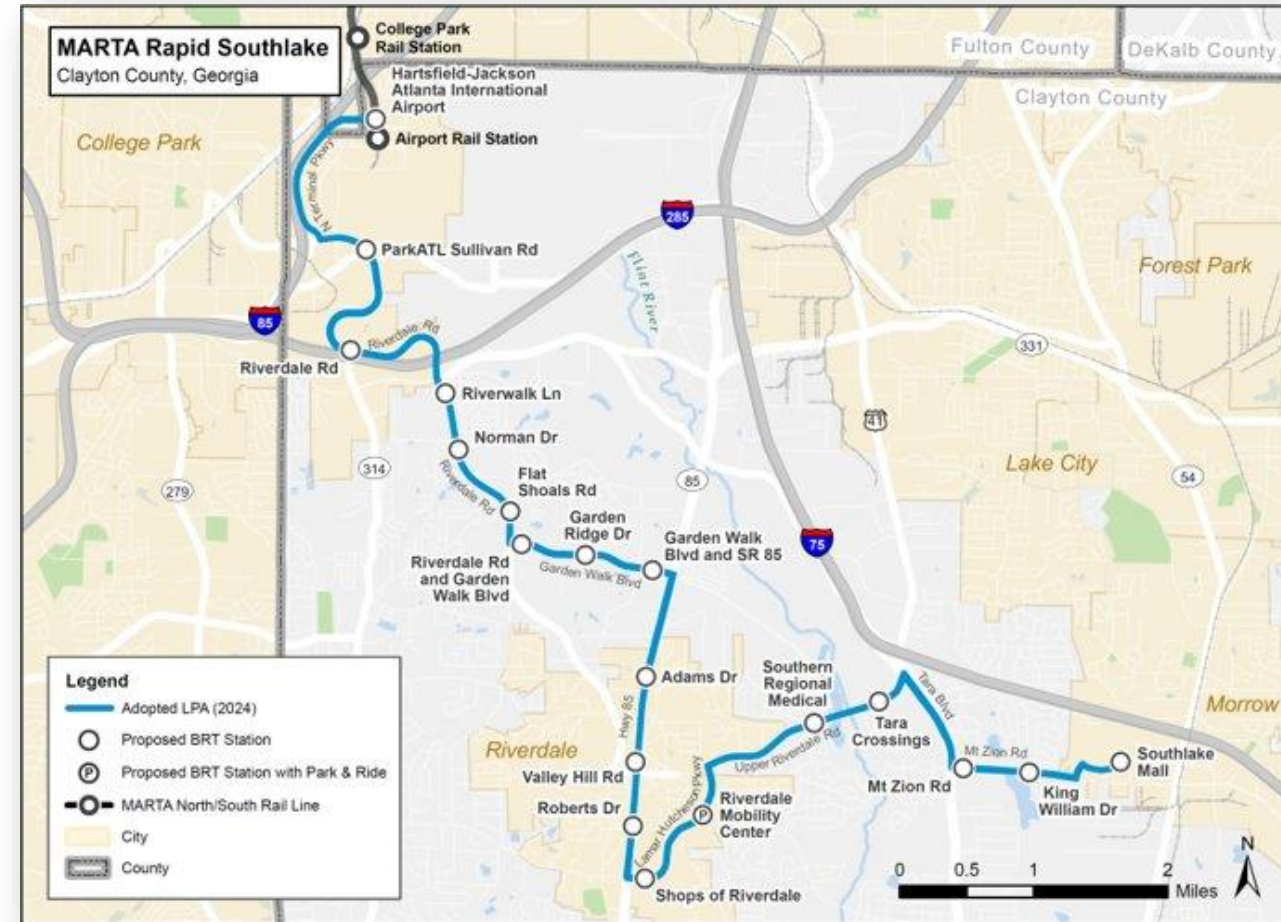 MARTA Rapid Southlake
Clayton County, Georgia
College Park
Rail Station
Hartsfield-Jackson
Atlanta International
Airport
Airport Rail Station
Fulton County
DeKalb County
Clayton County
College Park
N Terminal Pkwy
285
ParkATL Sullivan Rd
Flint River
Forest Park
85
Riverdale Rd
Riverdale Rd
331
Riverwalk Ln
41
Norman Dr
Lake City
314
Riverdale Rd
Flat
Shoals Rd
85
54
279
Garden
Ridge Dr
Garden Walk
Blvd and SR 85
75
Riverdale Rd
and Garden
Walk Blvd
Garden Walk Blvd
Adams Dr
Southern
Regional
Medical
Tara Blvd
Hwy 85
Tara
Crossings
Morrow
Riverdale
Upper Riverdale Rd
Mt Zion Rd
Southlake
Mall
Valley Hill Rd
Mt Zion Rd
King
William Dr
Roberts Dr
Lamar Hutcheson Pkwy
P
Riverdale
Mobility
Center
Shops of Riverdale
Legend
Adopted LPA (2024)
Proposed BRT Station
P
Proposed BRT Station with Park & Ride
MARTA North/South Rail Line
City
County
N
0 0.5 1 2
Miles